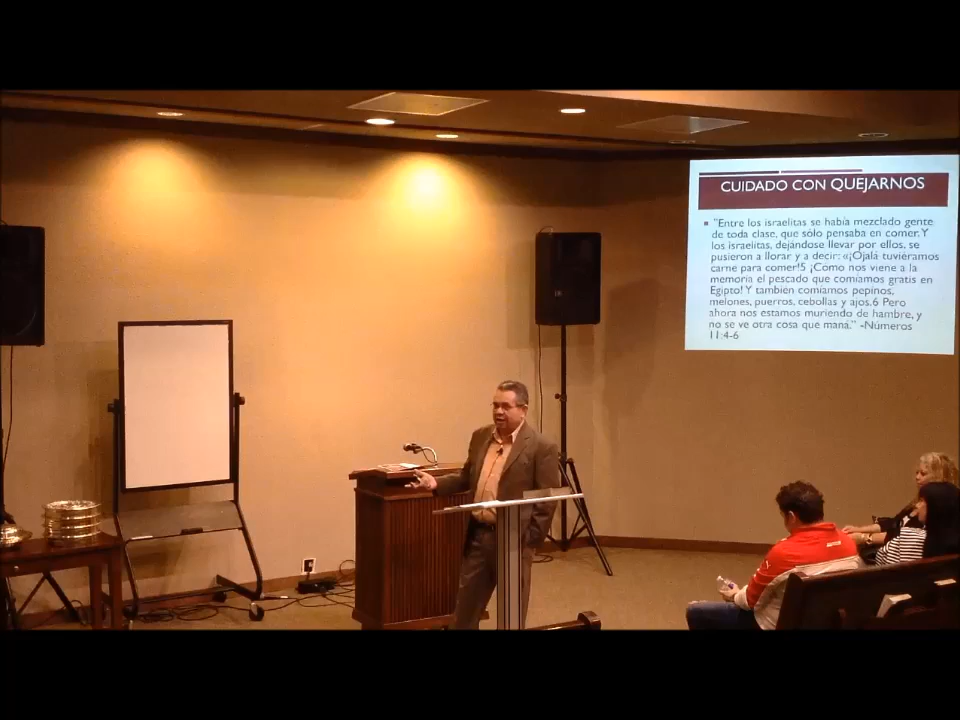 CUIDADO CON QUEJARNOS
"Entre los israelitas se había mezclado gente
de toda clase, que sólo pensaba en comer. Y
los israelitas, dejándose llevar por ellos, se
pusieron a llorar y a decir: «¡Ojalá tuviéramos
carne para comer!5 ¡Cómo nos viene a la
memoria el pescado que comíamos gratis en
Egipto! Y también comíamos pepinos,
melones, puerros, cebollas y ajos.6 Pero
ahora nos estamos muriendo de hambre, y
no se ve otra cosa que maná." -Números
11:4-6